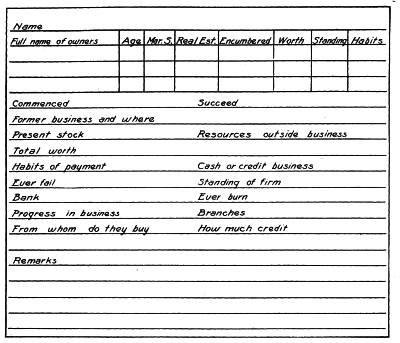 Name
Full name of owners Age Mar. S. Real Est. Encumbered Worth Standing Habits
Commenced Succeed
Former business and where
Present stock Resources outside business
Total worth
Habits of payment Cash or credit business
Ever fail Standing of firm
Bank Ever burn
Progress in business Branches
From whom do they buy How much credit
Remarks